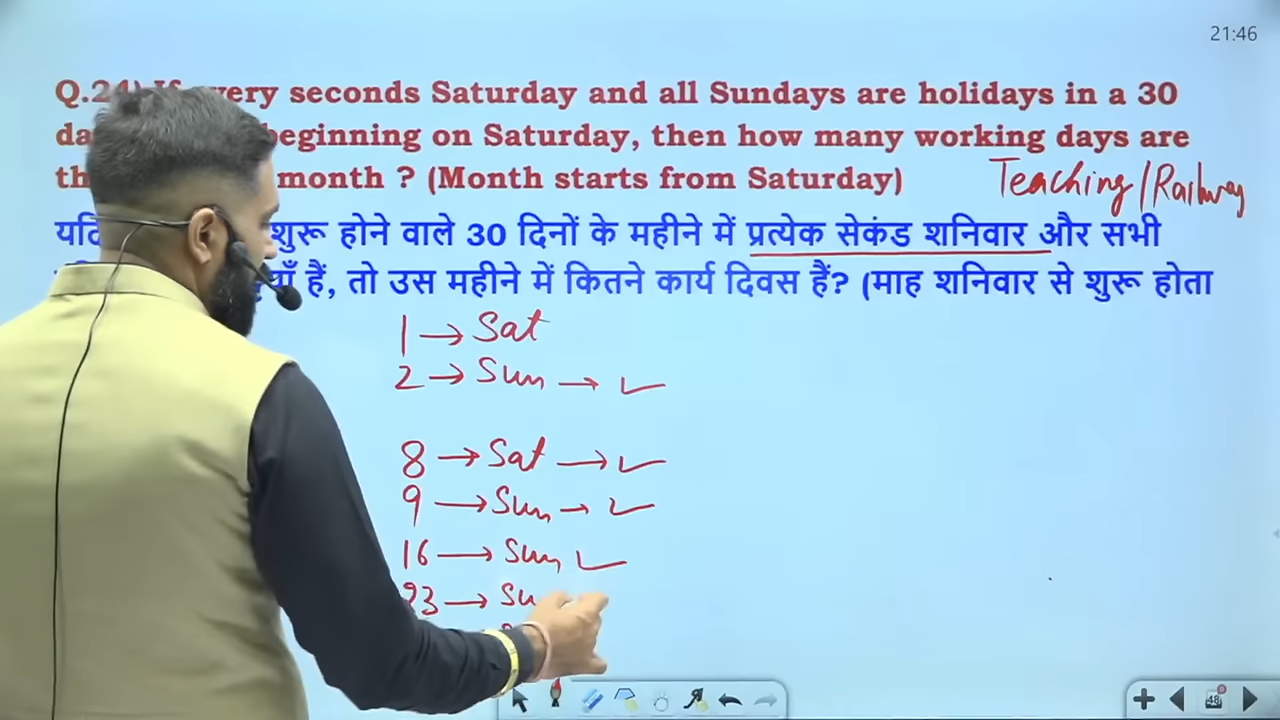 21:46
Q.24) If every seconds Saturday and all Sundays are holidays in a 30
beginning on Saturday, then how many working days are
month ? (Month starts from Saturday)
Teaching/Railway
शुरू होने वाले 30 दिनों के महीने में प्रत्येक सेकंड शनिवार और सभी
हैं, तो उस महीने में कितने कार्य दिवस हैं? (माह शनिवार से शुरू होता
1 → Sat
2 → Sun → ✓
8 → Sat → ✓
9 → Sun → ✓
16 → Sun ✓
23 →